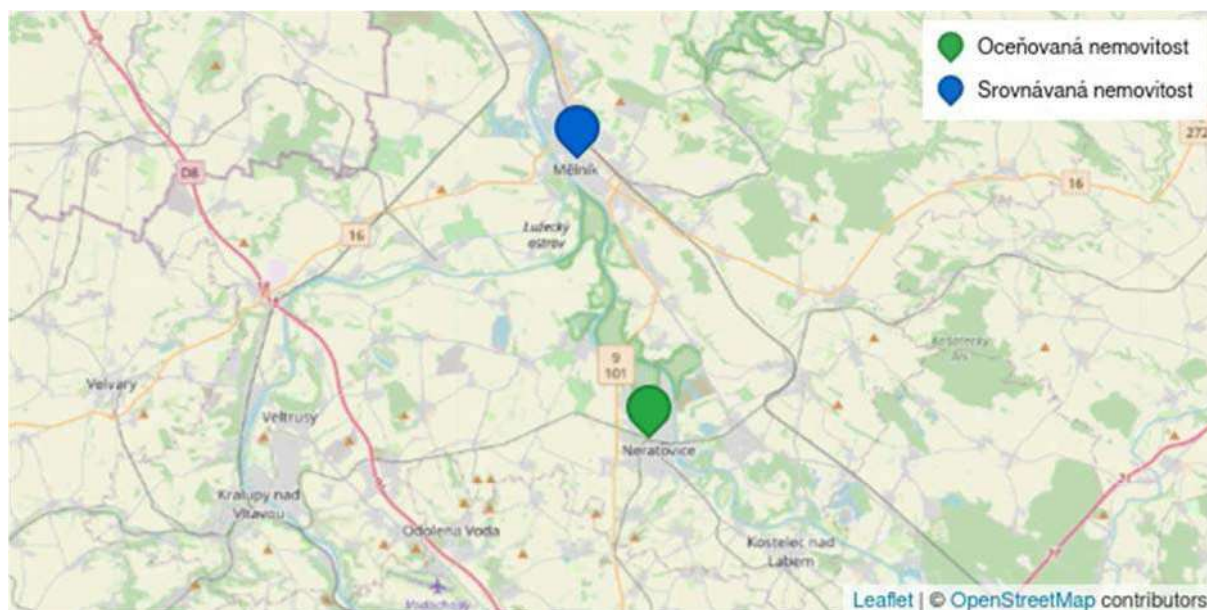 Oceňovaná nemovitost
Srovnávaná nemovitost
272
D8
Mělník
16
Lužecký
ostrov
16
9
101
Velvary
Veltrusy
Neratovice
Kralupy nad
Vltavou
Odolena Voda
Kostelec nad
Labem
Leaflet | © OpenStreetMap contributors